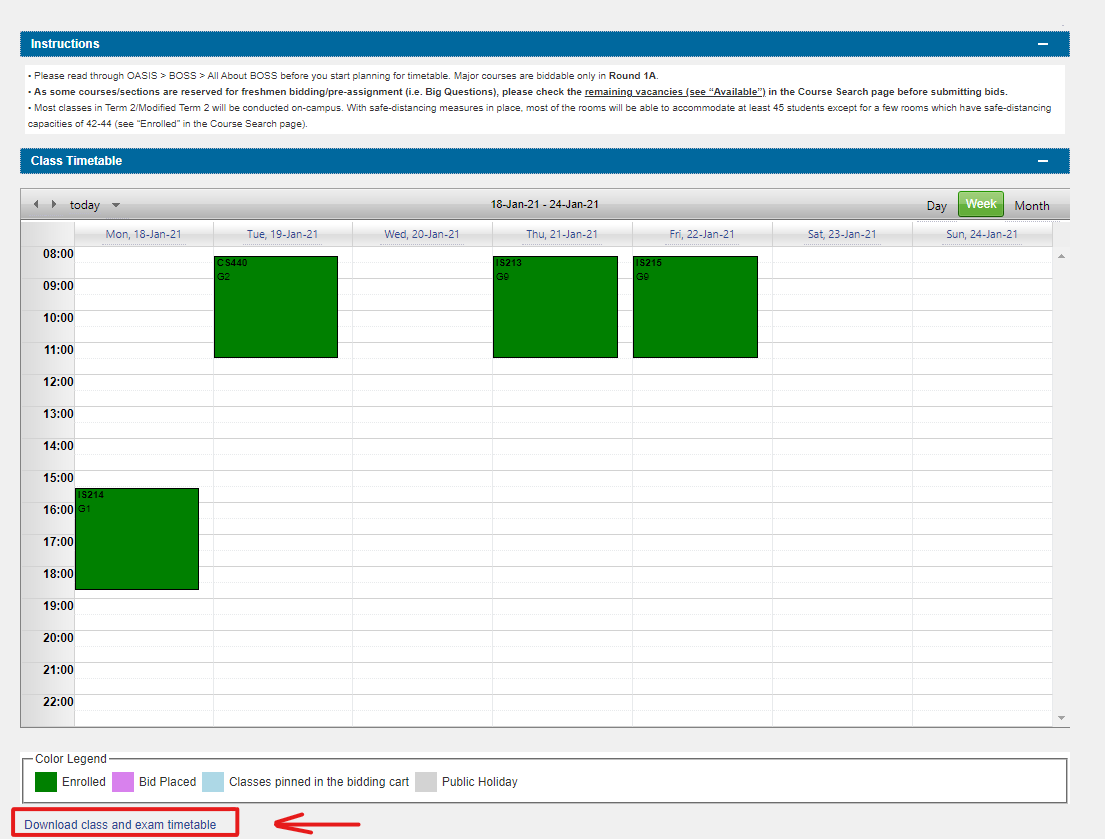 Instructions
• Please read through OASIS > BOSS > All About BOSS before you start planning for timetable. Major courses are biddable only in Round 1A.
• As some courses/sections are reserved for freshmen bidding/pre-assignment (i.e. Big Questions), please check the remaining vacancies (see "Available") in the Course Search page before submitting bids.
• Most classes in Term 2/Modified Term 2 will be conducted on-campus. With safe-distancing measures in place, most of the rooms will be able to accommodate at least 45 students except for a few rooms which have safe-distancing
capacities of 42-44 (see "Enrolled" in the Course Search page).
Class Timetable
today 18-Jan-21 - 24-Jan-21 Day Week Month
Mon, 18-Jan-21 Tue, 19-Jan-21 Wed, 20-Jan-21 Thu, 21-Jan-21 Fri, 22-Jan-21 Sat, 23-Jan-21 Sun, 24-Jan-21
08:00
CS440 IS213 IS215
G2 G9 G9
09:00
10:00
11:00
12:00
13:00
14:00
15:00
IS214
16:00 G1
17:00
18:00
19:00
20:00
21:00
22:00
Color Legend
Enrolled Bid Placed Classes pinned in the bidding cart Public Holiday
Download class and exam timetable